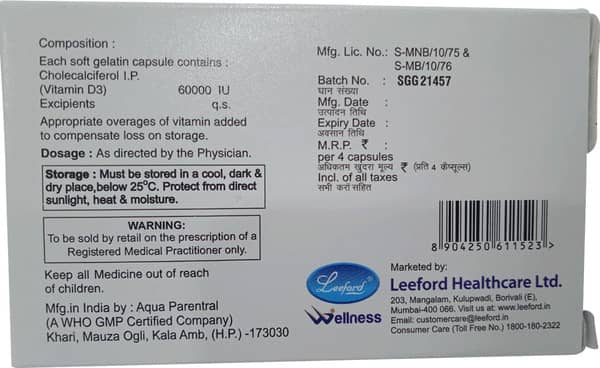 Composition :
Each soft gelatin capsule contains :
Cholecalciferol I.P.
(Vitamin D3) 60000 IU
Excipients q.s.
Appropriate overages of vitamin added
to compensate loss on storage.
Dosage : As directed by the Physician.
Storage : Must be stored in a cool, dark &
dry place,below 25°C. Protect from direct
sunlight, heat & moisture.
WARNING:
To be sold by retail on the prescription of a
Registered Medical Practitioner only.
Keep all Medicine out of reach
of children.
Mfg.in India by : Aqua Parentral
(A WHO GMP Certified Company)
Khari, Mauza Ogli, Kala Amb, (H.P.) -173030
Mfg. Lic. No.: S-MNB/10/75 &
S-MB/10/76
Batch No. : SGG21457
घान संख्या
Mfg. Date :
उत्पादन तिथि
Expiry Date :
अवसान तिथि
M.R.P. ₹ :
per 4 capsules
अधिकतम खुदरा मूल्य ₹ (प्रति 4 कैप्सूल्स)
Incl. of all taxes
सभी करों सहित
8 904250 611523 >
Leeford
Wellness
Marketed by:
Leeford Healthcare Ltd.
203, Mangalam, Kulupwadi, Borivali (E),
Mumbai-400 066. Visit us at: www.leeford.in
Email: customercare@leeford.in
Consumer Care (Toll Free No.) 1800-180-2322